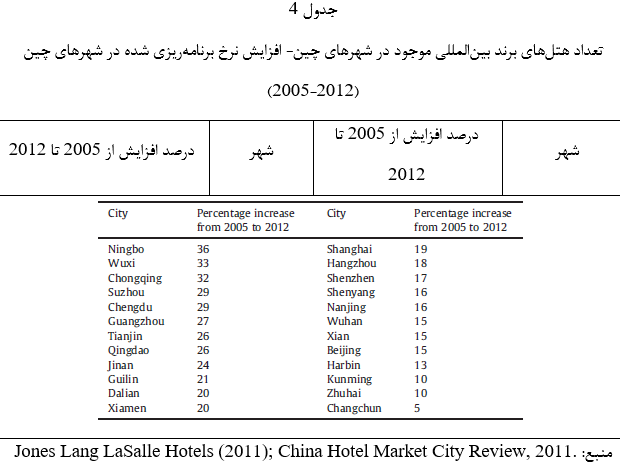 جدول 4
تعداد هتل‌های برند بین‌المللی موجود در شهرهای چین- افزایش نرخ برنامه‌ریزی شده در شهرهای چین
(2005-2012)
شهر درصد افزایش از 2005 تا 2012 شهر درصد افزایش از 2005 تا 2012
City Percentage increase from 2005 to 2012 City Percentage increase from 2005 to 2012
Ningbo 36 Shanghai 19
Wuxi 33 Hangzhou 18
Chongqing 32 Shenzhen 17
Suzhou 29 Shenyang 16
Chengdu 29 Nanjing 16
Guangzhou 27 Wuhan 15
Tianjin 26 Xian 15
Qingdao 26 Beijing 15
Jinan 24 Harbin 13
Guilin 21 Kunming 10
Dalian 20 Zhuhai 10
Xiamen 20 Changchun 5
منبع: Jones Lang LaSalle Hotels (2011); China Hotel Market City Review, 2011.